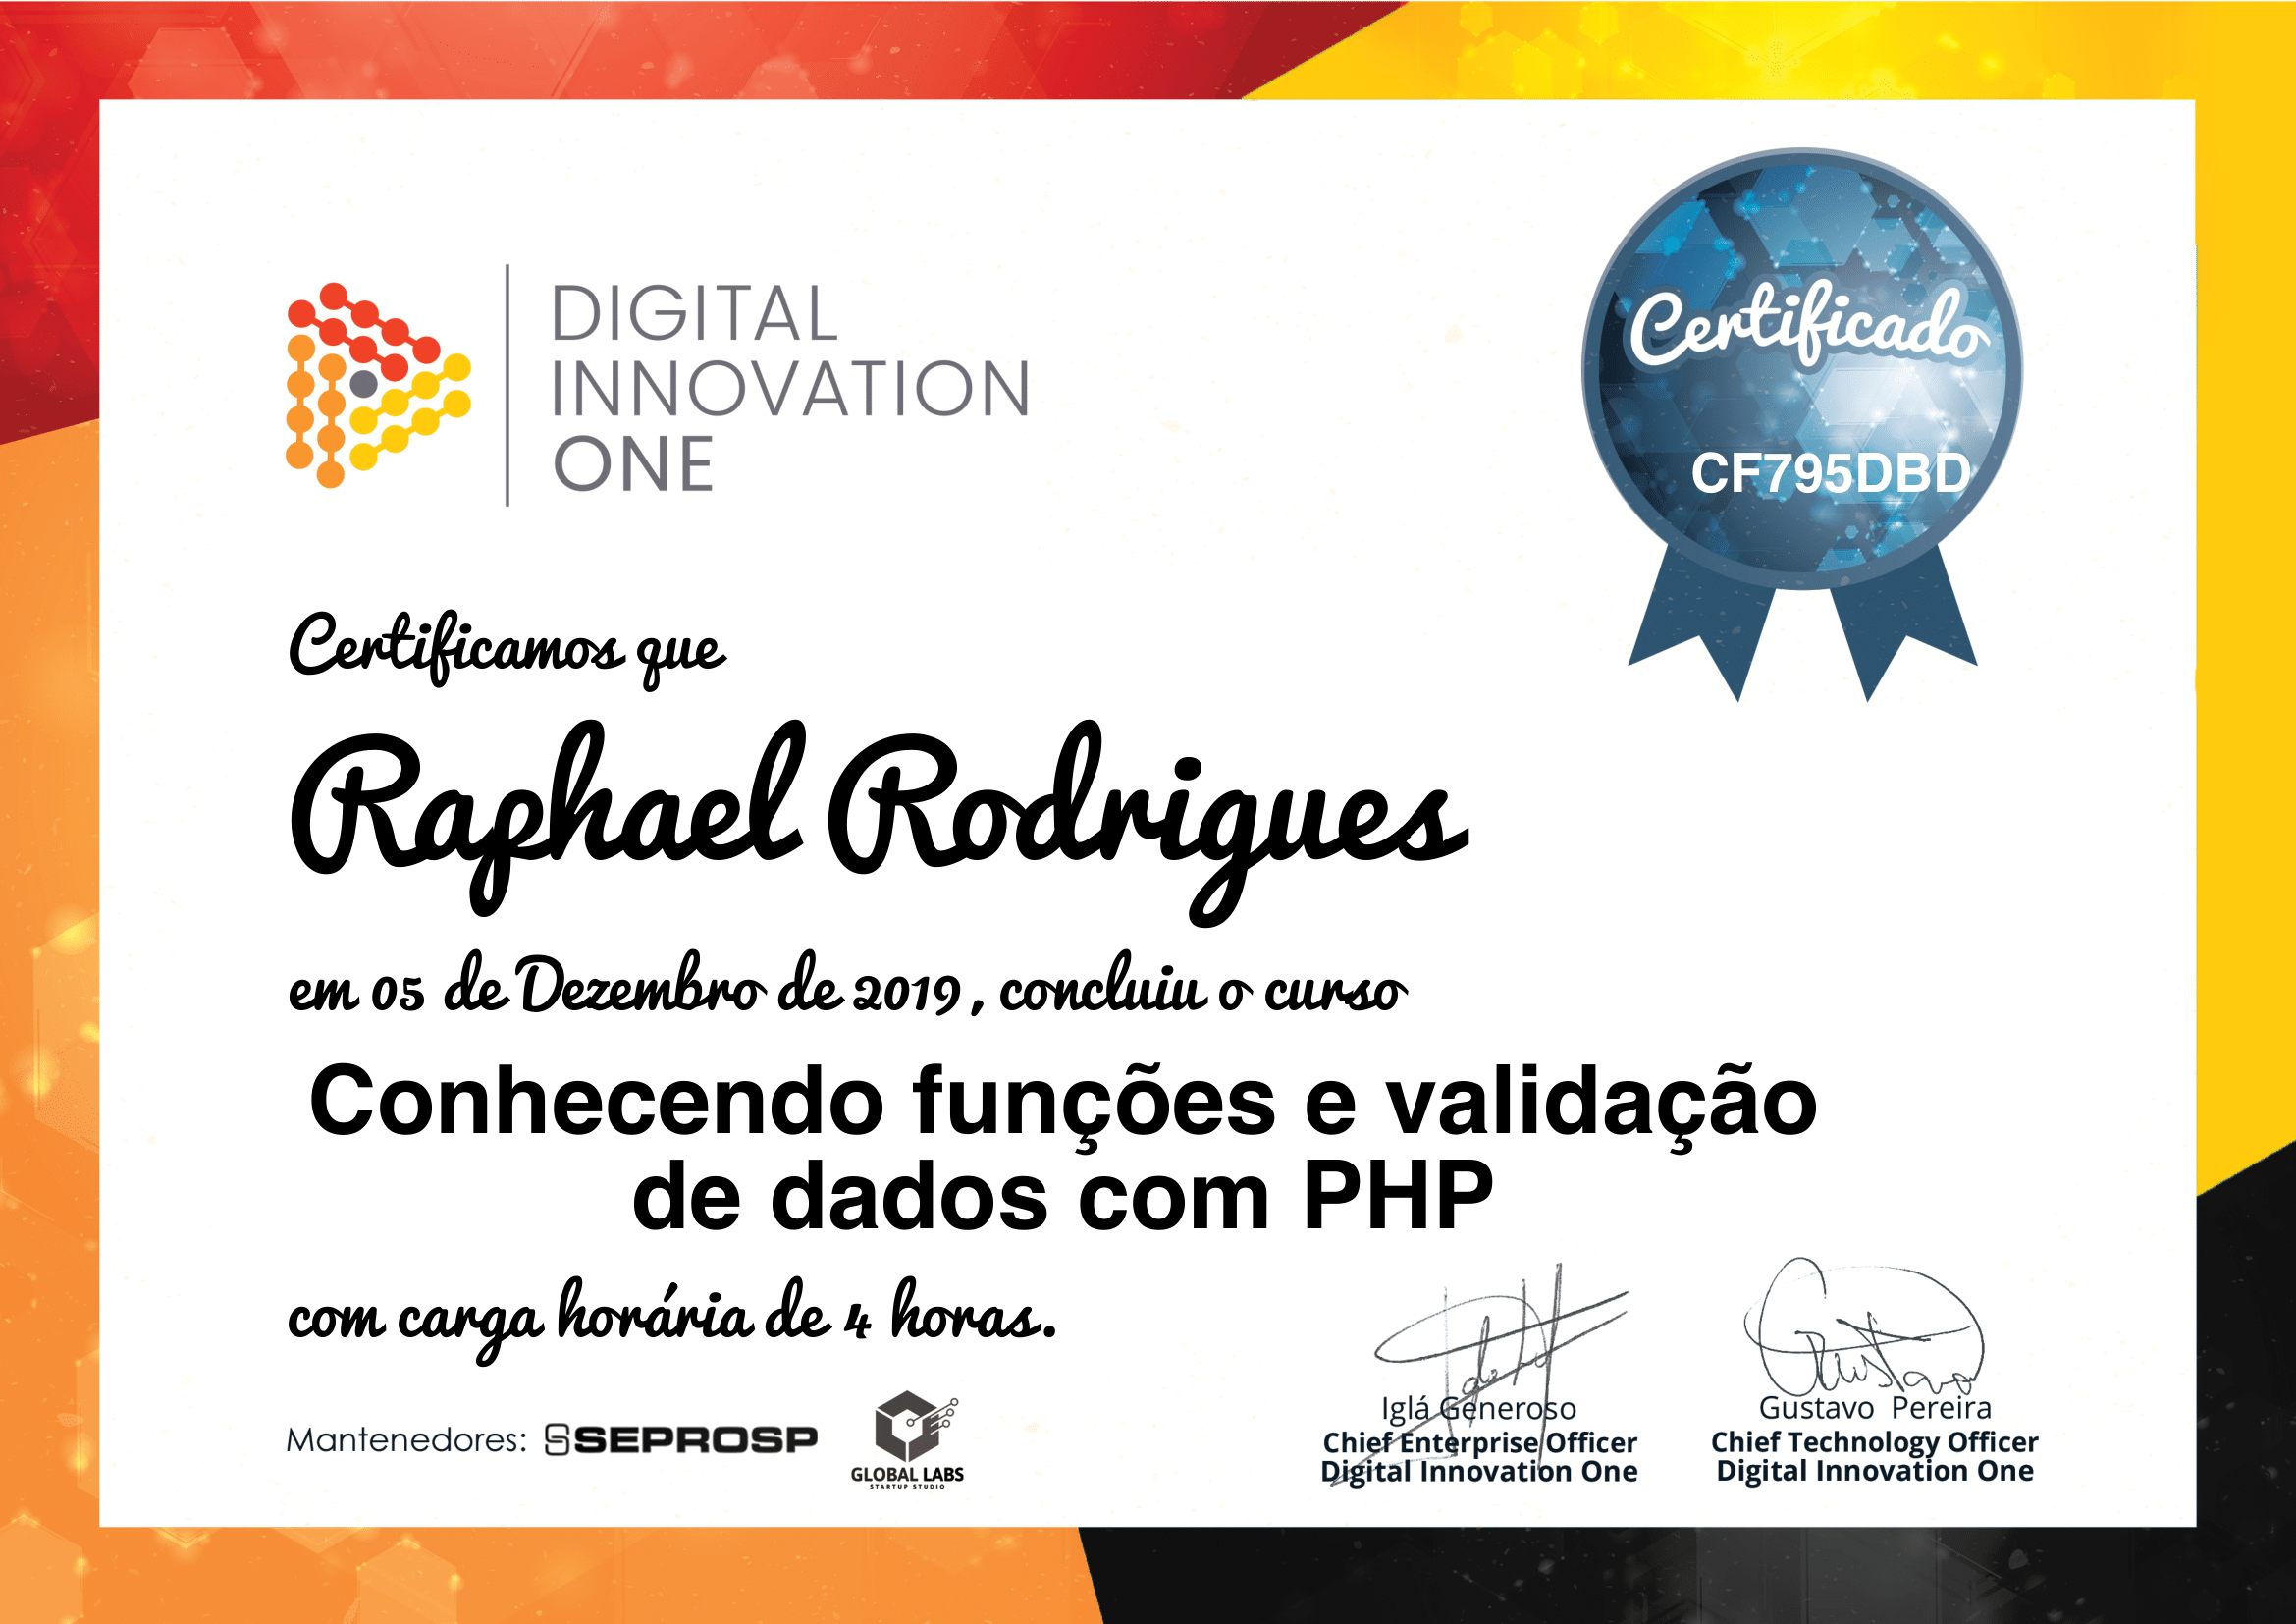 DIGITAL
INNOVATION
ONE
Certificado
CF795DBD
Certificamos que
Raphael Rodrigues
em 05 de Dezembro de 2019, concluiu o curso
Conhecendo funções e validação
de dados com PHP
com carga horária de 4 horas.
Mantenedores: SEPROSP
GLOBAL LABS
STARTUP STUDIO
Iglá Generoso
Chief Enterprise Officer
Digital Innovation One
Gustavo
Gustavo Pereira
Chief Technology Officer
Digital Innovation One